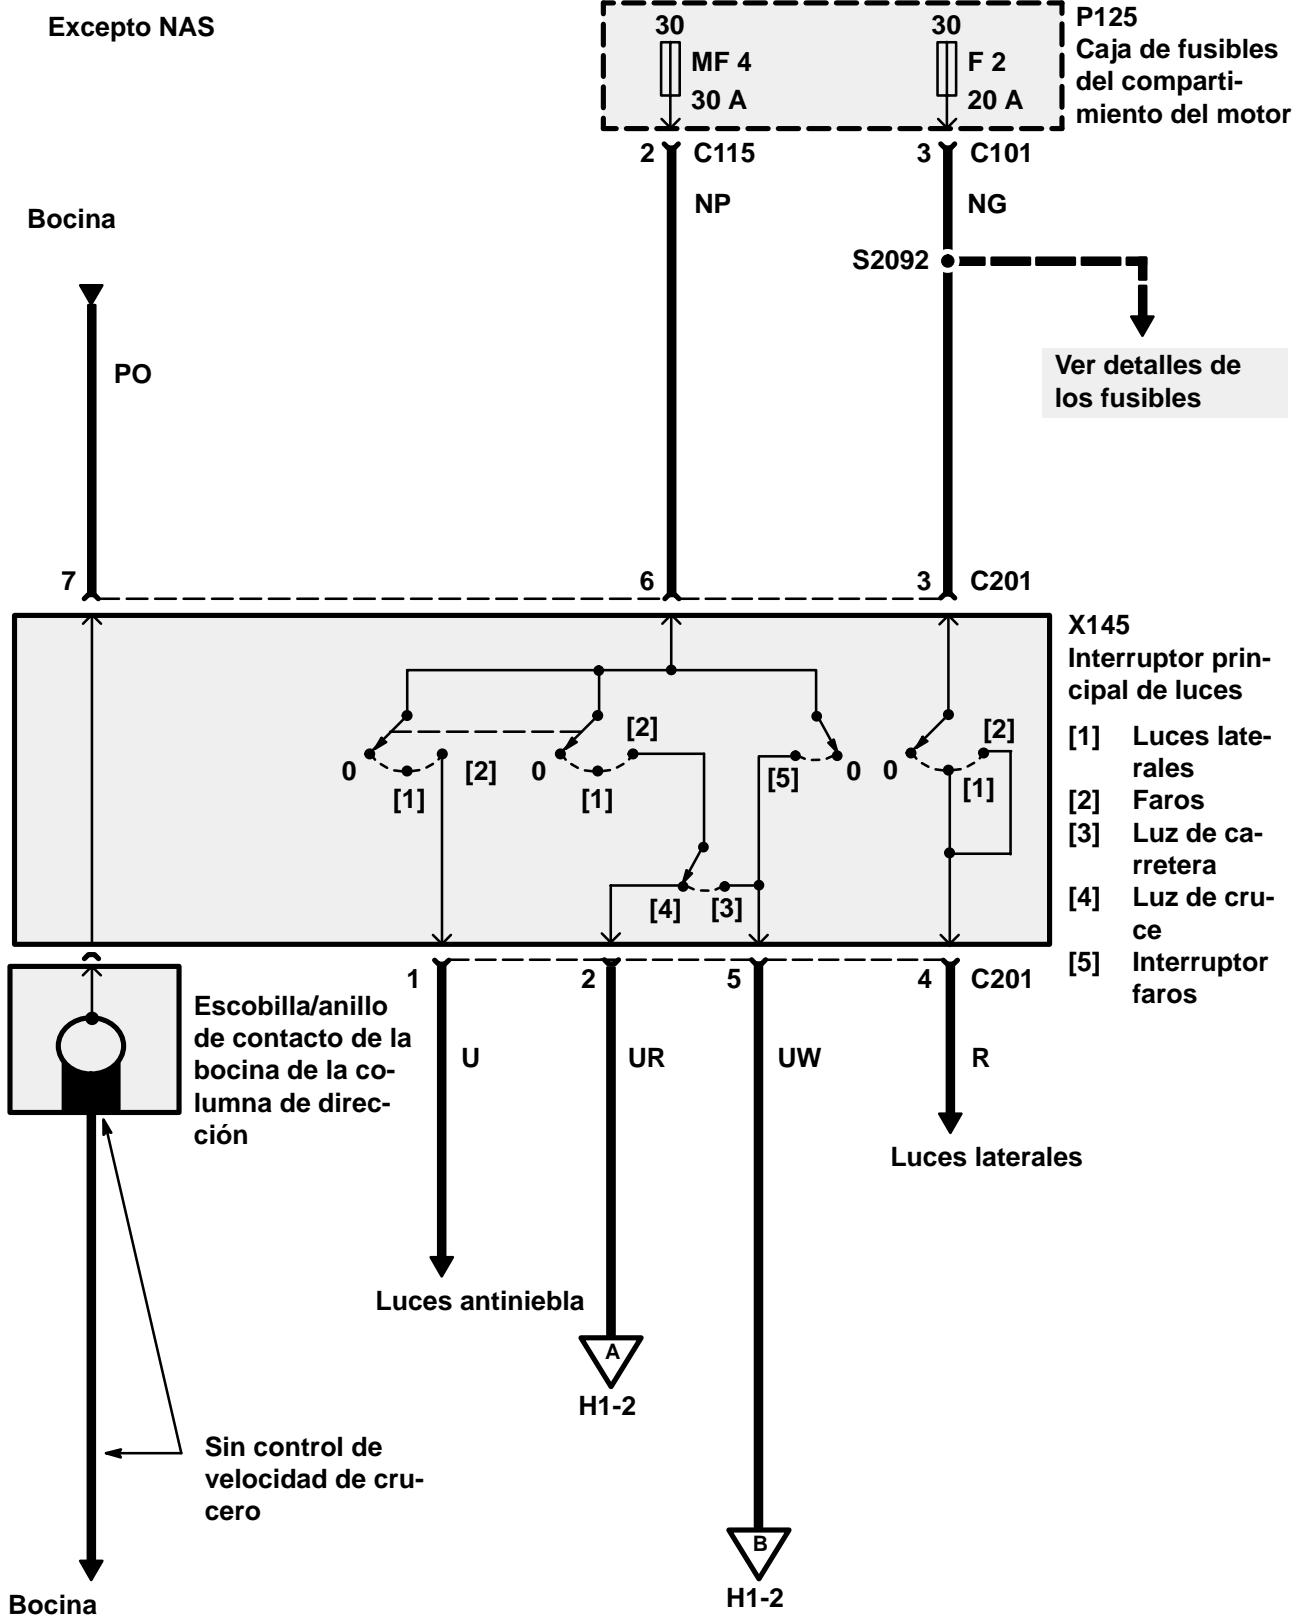 Excepto NAS
30
30
MF 4
30 A
F 2
20 A
P125
Caja de fusibles
del comparti-
miento del motor
2
C115
3
C101
NP
NG
Bocina
S2092
Ver detalles de
los fusibles
PO
7
6
3
C201
X145
Interruptor prin-
cipal de luces
[1] Luces late-
rales
[2] Faros
[3] Luz de ca-
rretera
[4] Luz de cru-
ce
[5] Interruptor
faros
0
[1]
[2]
0
[1]
[2]
[5]
0
0
[1]
[2]
[4]
[3]
1
2
5
4
C201
Escobilla/anillo
de contacto de la
bocina de la co-
lumna de direc-
ción
U
UR
UW
R
Luces laterales
Luces antiniebla
A
H1-2
Sin control de
velocidad de cru-
cero
B
H1-2
Bocina